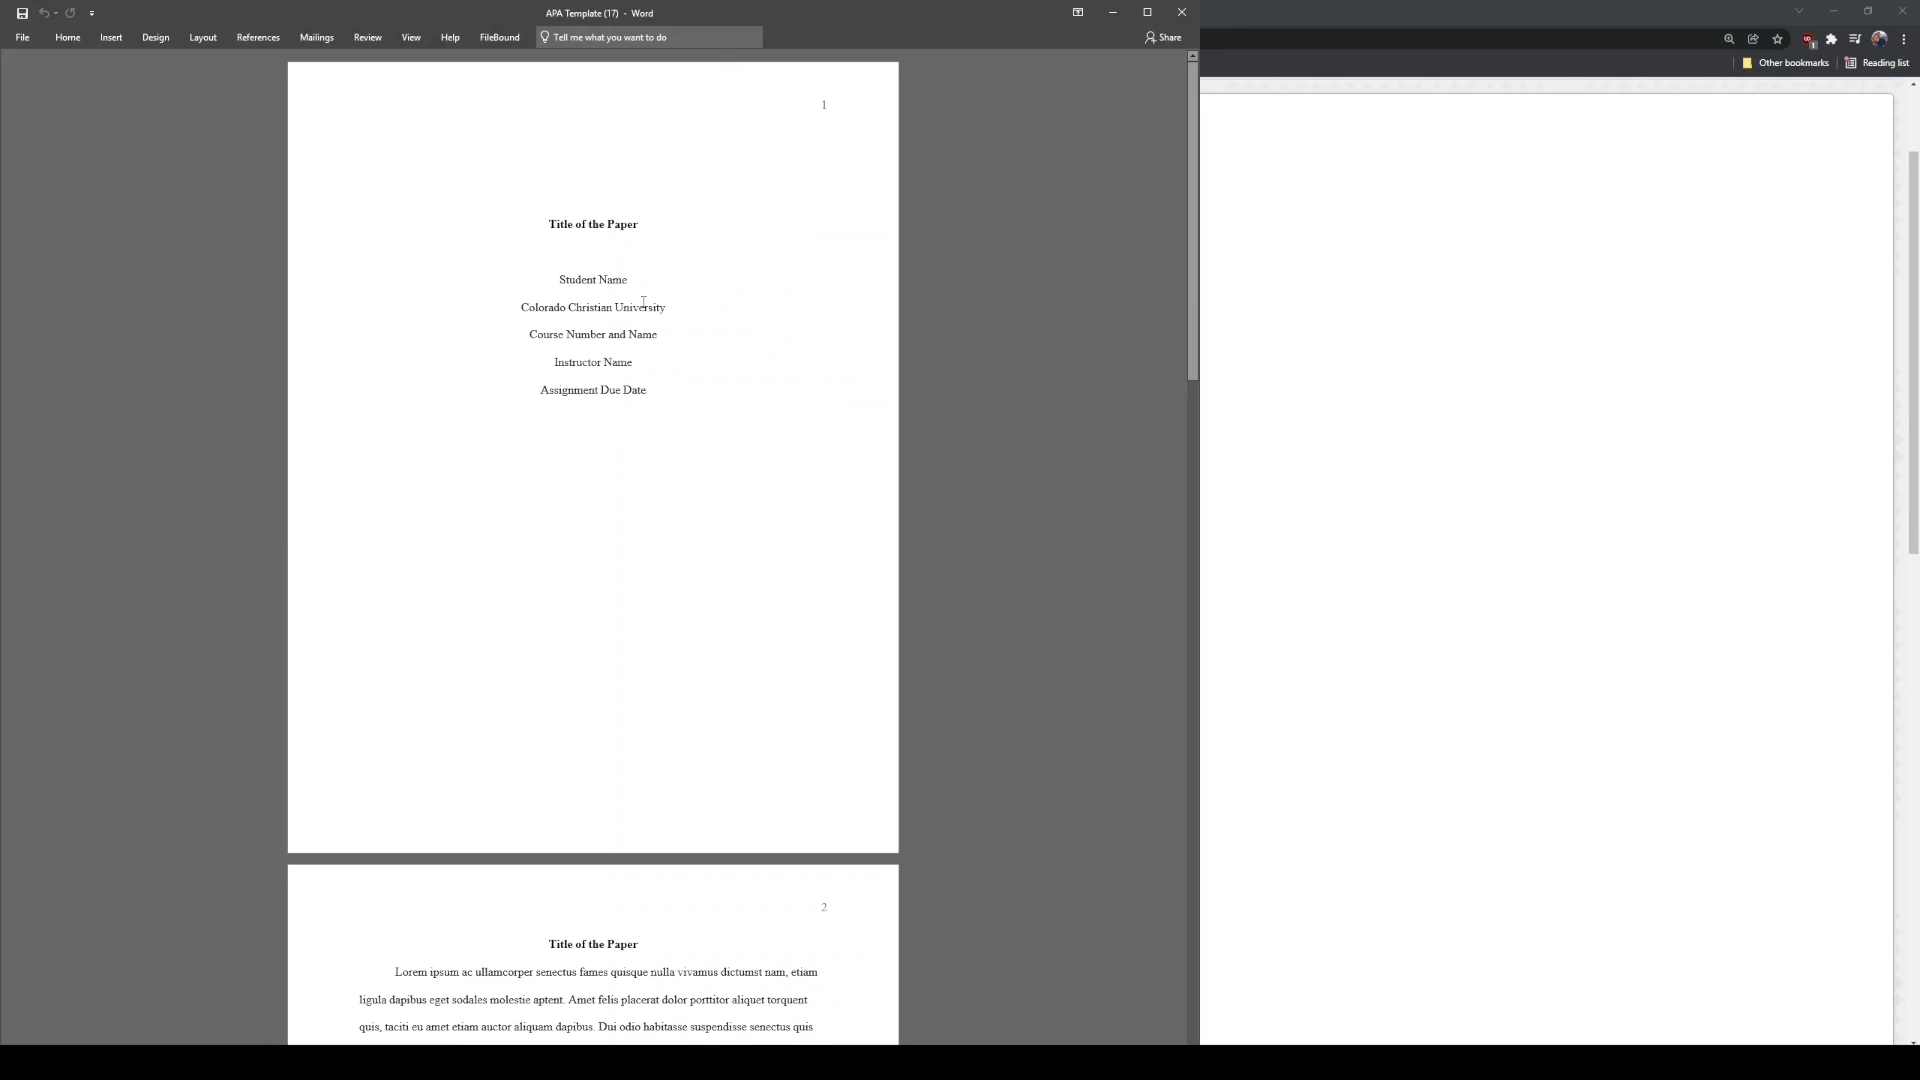 APA Template (17) - Word
File Home Insert Design Layout References Mailings Review View Help FileBound Tell me what you want to do Share
Other bookmarks Reading list
1
1
Title of the Paper
Student Name
Colorado Christian University
Course Number and Name
Instructor Name
Assignment Due Date
2
Title of the Paper
Lorem ipsum ac ullamcorper senectus fames quisque nulla vivamus dictumst nam, etiam
ligula dapibus eget sodales molestie aptent. Amet felis placerat dolor porttitor aliquet torquent
quis, taciti eu amet etiam auctor aliquam dapibus. Dui odio habitasse suspendisse senectus quis